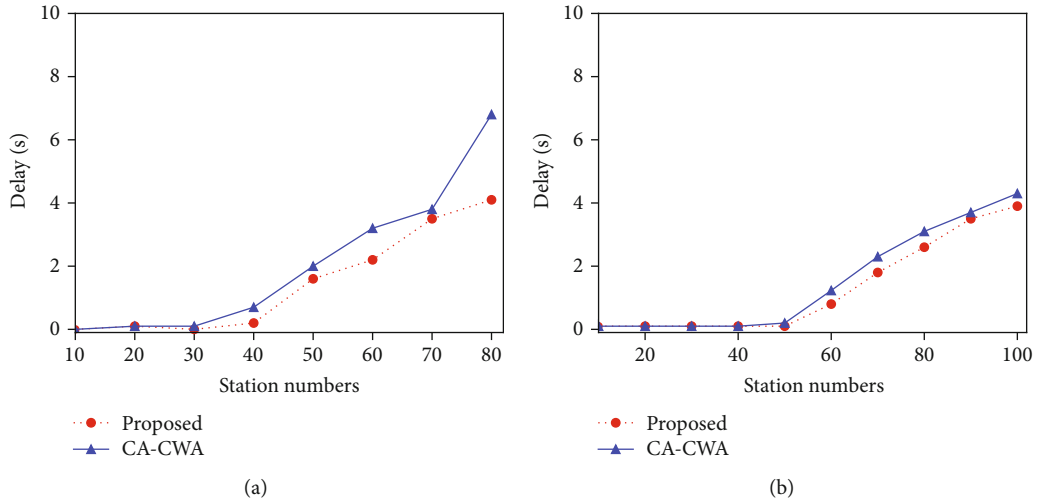 10
8
6
4
2
0
Delay (s)
10 20 30 40 50 60 70 80
Station numbers
Proposed
CA-CWA
(a)
10
8
6
4
2
0
Delay (s)
20 40 60 80 100
Station numbers
Proposed
CA-CWA
(b)